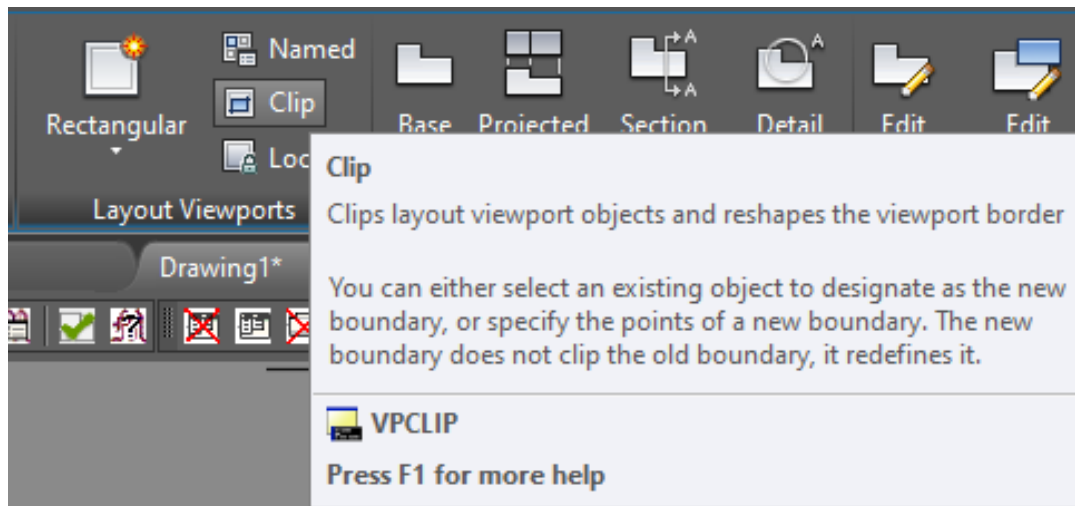 Named
Clip
Rectangular
Loc
Base Projected Section Detail Edit Edit
A
A
A
Layout Viewports
Drawing1*
Clip
Clips layout viewport objects and reshapes the viewport border
You can either select an existing object to designate as the new
boundary, or specify the points of a new boundary. The new
boundary does not clip the old boundary, it redefines it.
VPCLIP
Press F1 for more help